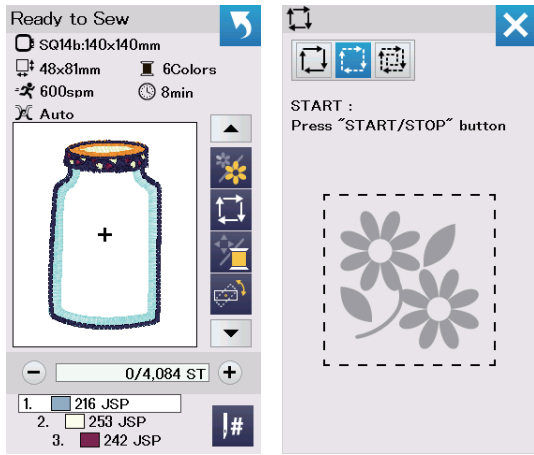 Ready to Sew
SQ14b:140x140mm
48x81mm 6Colors
600spm 8min
Auto
0/4,084 ST
1. 216 JSP
2. 253 JSP
3. 242 JSP
#
START :
Press "START/STOP" button